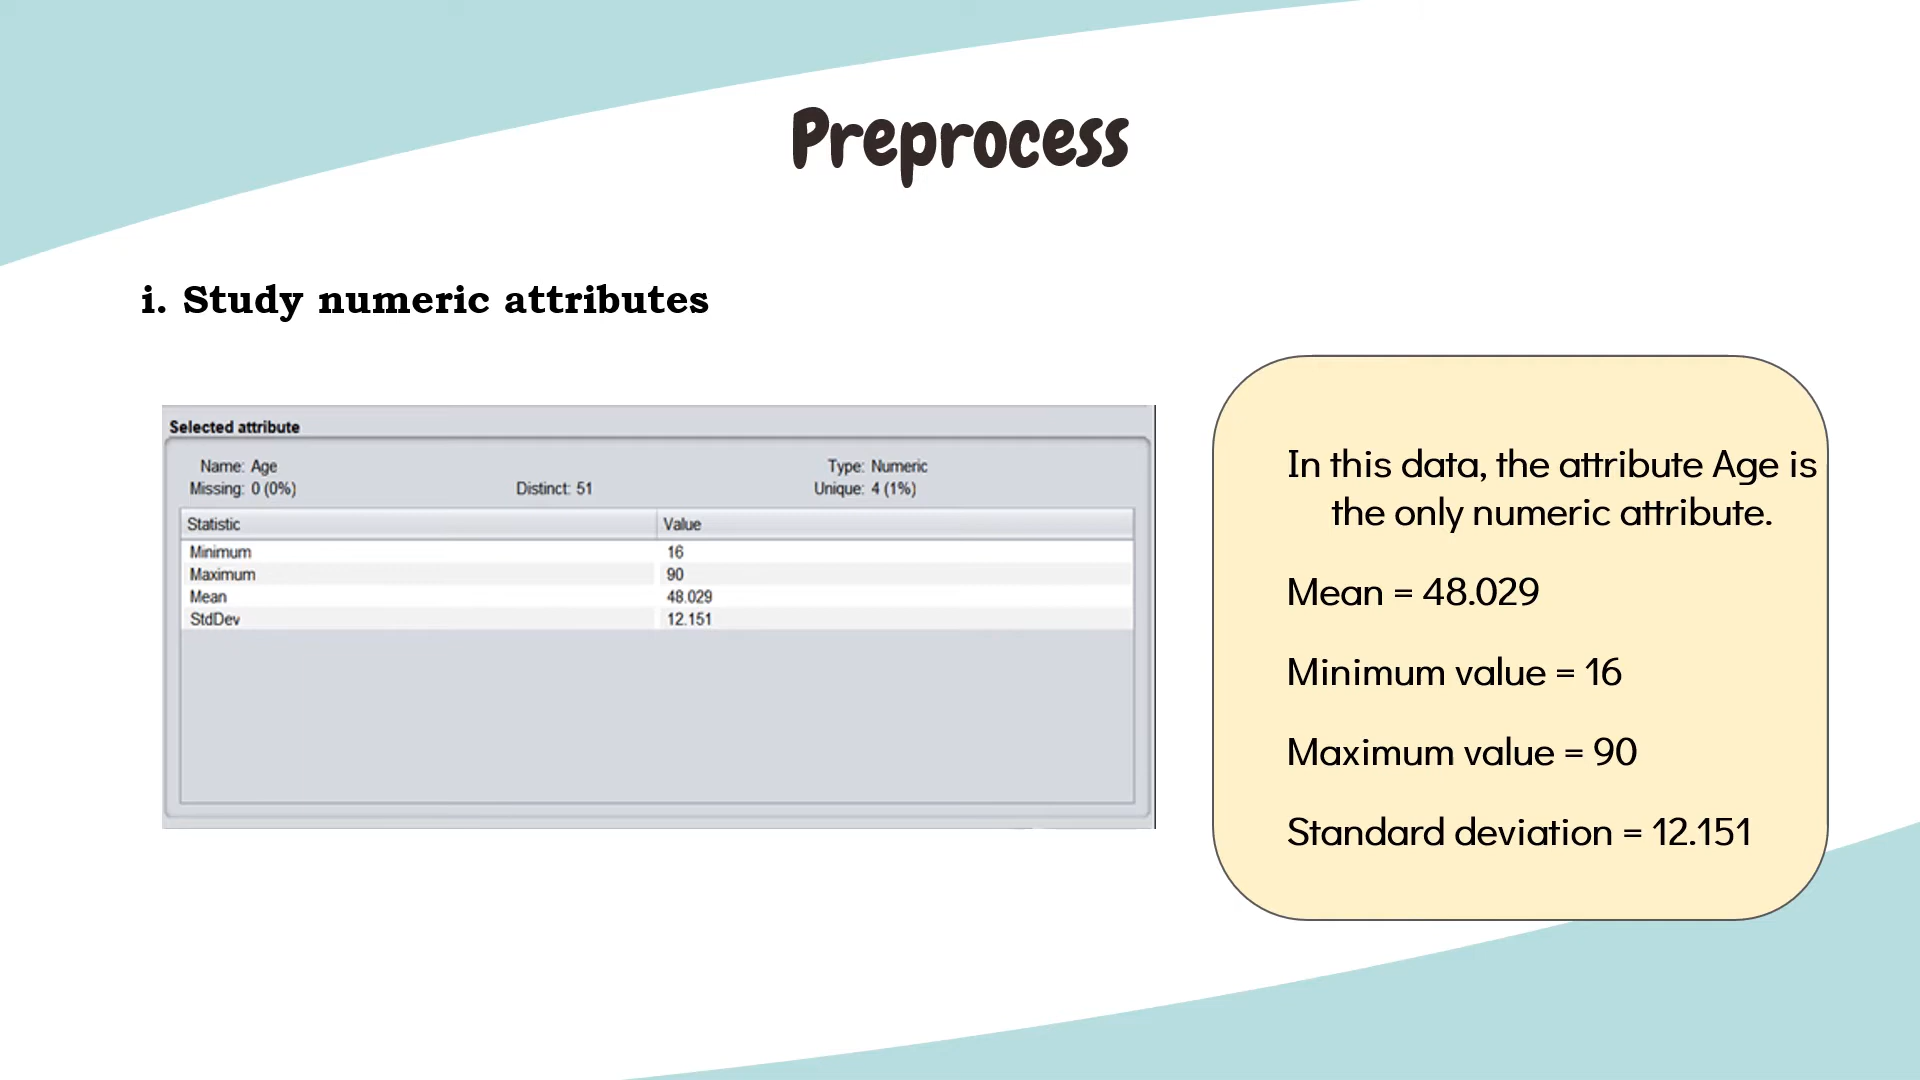 Preprocess
i. Study numeric attributes
Selected attribute
Name: Age Type: Numeric
Missing: 0 (0%) Distinct: 51 Unique: 4 (1%)
Statistic Value
Minimum 16
Maximum 90
Mean 48.029
StdDev 12.151
In this data, the attribute Age is
the only numeric attribute.
Mean = 48.029
Minimum value = 16
Maximum value = 90
Standard deviation = 12.151